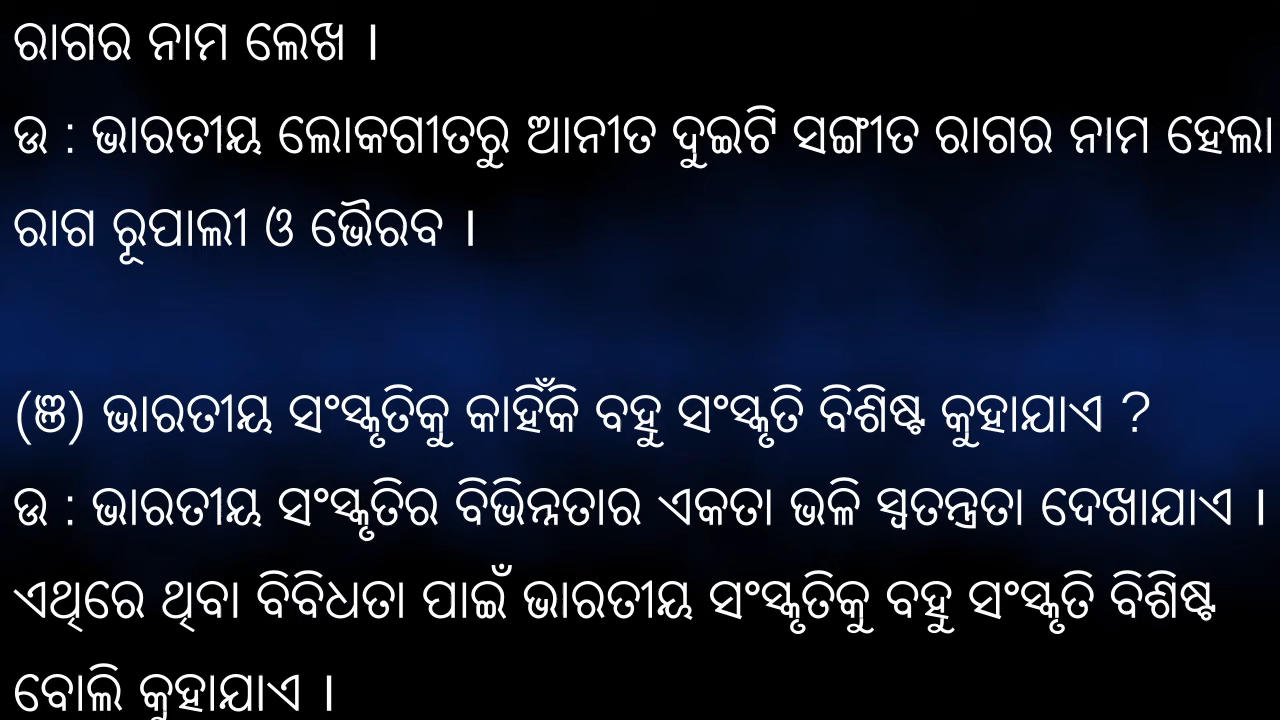 ରାଗର ନାମ ଲେଖ ।
ଉ : ଭାରତୀୟ ଲୋକଗୀତରୁ ଆନୀତ ଦୁଇଟି ସଙ୍ଗୀତ ରାଗର ନାମ ହେଲା
ରାଗ ରୂପାଲୀ ଓ ଭୈରବ ।
(ଞ) ଭାରତୀୟ ସଂସ୍କୃତିକୁ କାହିଁକି ବହୁ ସଂସ୍କୃତି ବିଶିଷ୍ଟ କୁହାଯାଏ ?
ଉ : ଭାରତୀୟ ସଂସ୍କୃତିର ବିଭିନ୍ନତାର ଏକତା ଭଳି ସ୍ଵତନ୍ତ୍ରତା ଦେଖାଯାଏ ।
ଏଥିରେ ଥିବା ବିବିଧତା ପାଇଁ ଭାରତୀୟ ସଂସ୍କୃତିକୁ ବହୁ ସଂସ୍କୃତି ବିଶିଷ୍ଟ
ବୋଲି କୁହାଯାଏ ।